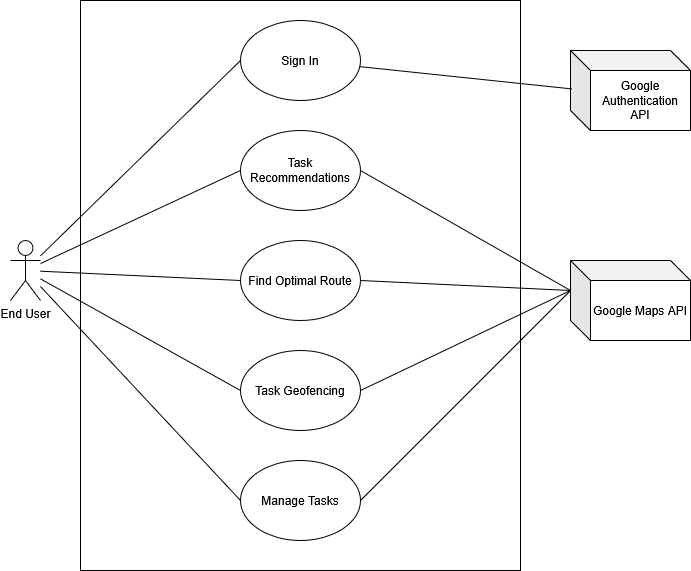 Sign In
Google
Authentication
API
Task
Recommendations
End User
Find Optimal Route
Google Maps API
Task Geofencing
Manage Tasks